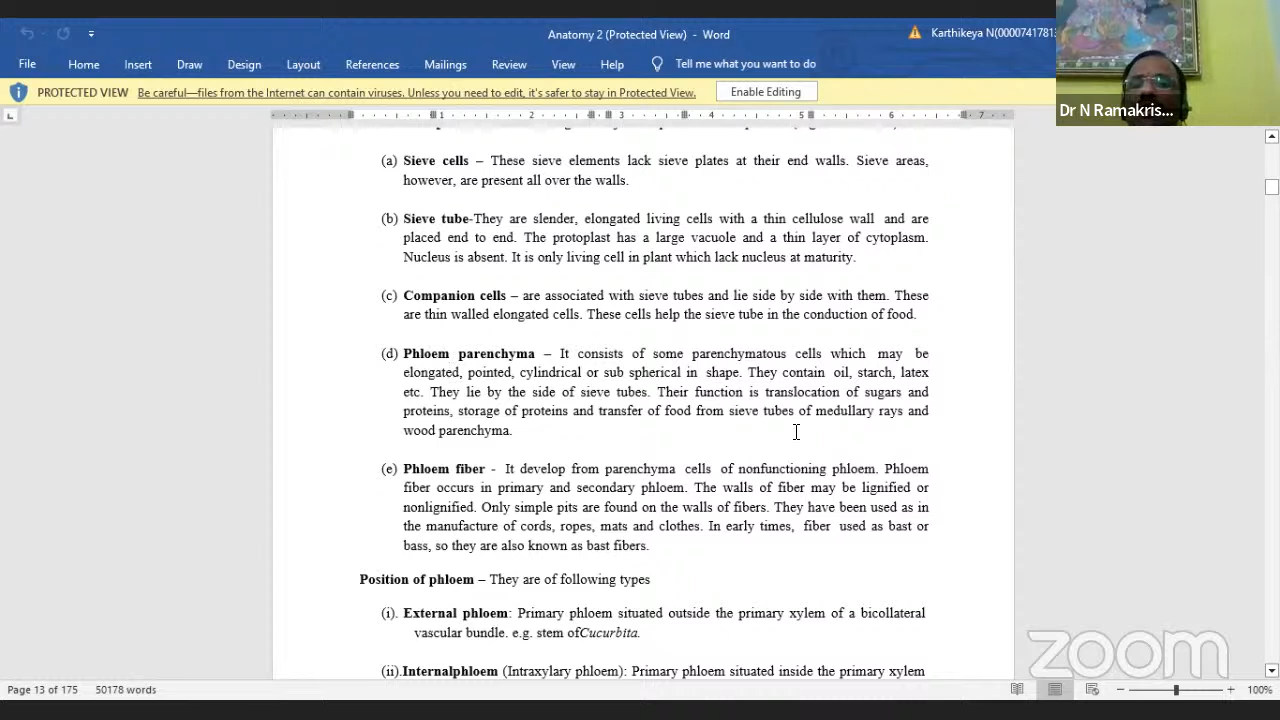 Anatomy 2 (Protected View) - Word
Karthikeya N(0000741781
File Home Insert Draw Design Layout References Mailings Review View Help Tell me what you want to do
PROTECTED VIEW Be careful—files from the Internet can contain viruses. Unless you need to edit, it's safer to stay in Protected View. Enable Editing
Dr N Ramakris...
1 2 3 4 5 6 7
(a) Sieve cells – These sieve elements lack sieve plates at their end walls. Sieve areas,
however, are present all over the walls.
(b) Sieve tube-They are slender, elongated living cells with a thin cellulose wall and are
placed end to end. The protoplast has a large vacuole and a thin layer of cytoplasm.
Nucleus is absent. It is only living cell in plant which lack nucleus at maturity.
(c) Companion cells – are associated with sieve tubes and lie side by side with them. These
are thin walled elongated cells. These cells help the sieve tube in the conduction of food.
(d) Phloem parenchyma – It consists of some parenchymatous cells which may be
elongated, pointed, cylindrical or sub spherical in shape. They contain oil, starch, latex
etc. They lie by the side of sieve tubes. Their function is translocation of sugars and
proteins, storage of proteins and transfer of food from sieve tubes of medullary rays and
wood parenchyma.
(e) Phloem fiber - It develop from parenchyma cells of nonfunctioning phloem. Phloem
fiber occurs in primary and secondary phloem. The walls of fiber may be lignified or
nonlignified. Only simple pits are found on the walls of fibers. They have been used as in
the manufacture of cords, ropes, mats and clothes. In early times, fiber used as bast or
bass, so they are also known as bast fibers.
Position of phloem – They are of following types
(i). External phloem: Primary phloem situated outside the primary xylem of a bicollateral
vascular bundle. e.g. stem ofCucurbita.
(ii).Internalphloem (Intraxylary phloem): Primary phloem situated inside the primary xylem
zoom
Page 13 of 175 50178 words
100%